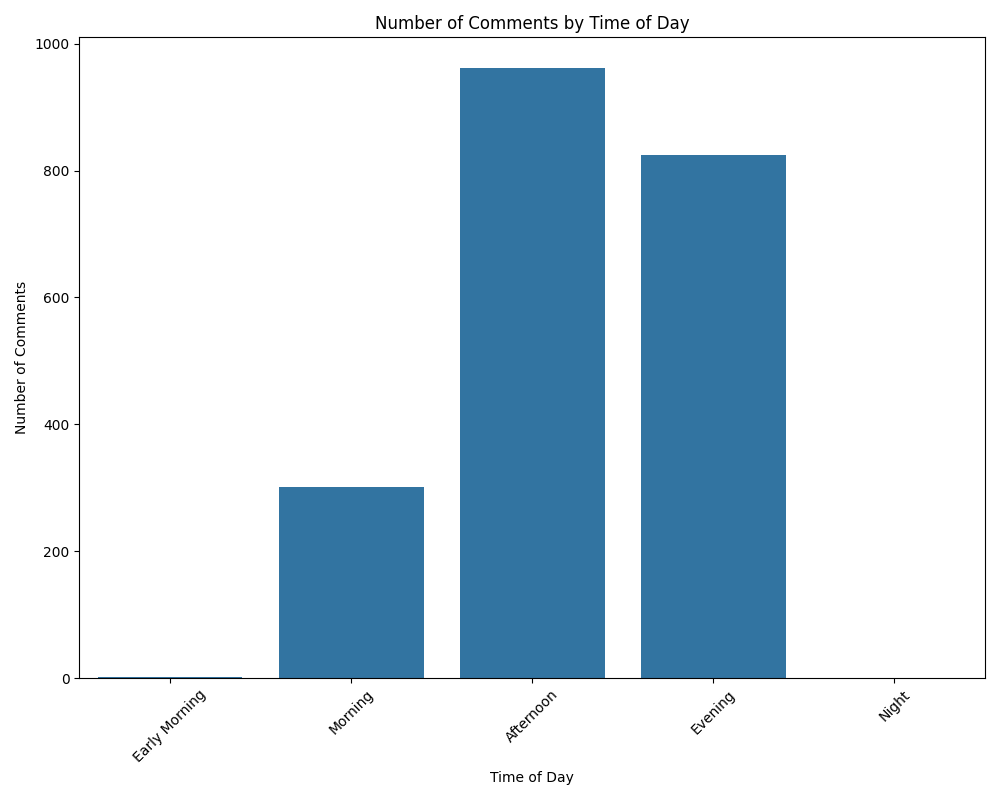 Number of Comments by Time of Day
Number of Comments
1000
800
600
400
200
0
Early Morning
Morning
Afternoon
Evening
Night
Time of Day